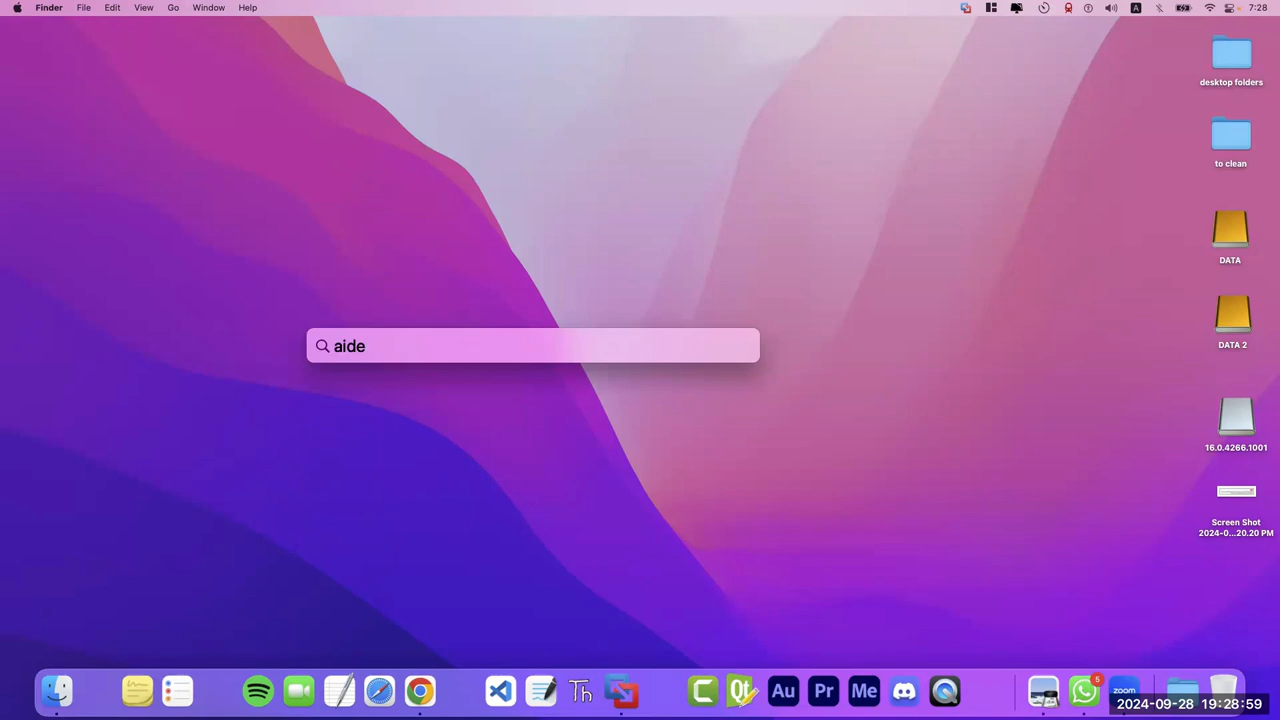 Finder File Edit View Go Window Help
A 7:28
desktop folders
to clean
DATA
aide
DATA 2
16.0.4266.1001
Screen Shot
2024-0...20.20 PM
Th
Qt
Au
Pr
Me
5
zoom
2024-09-28 19:28:59